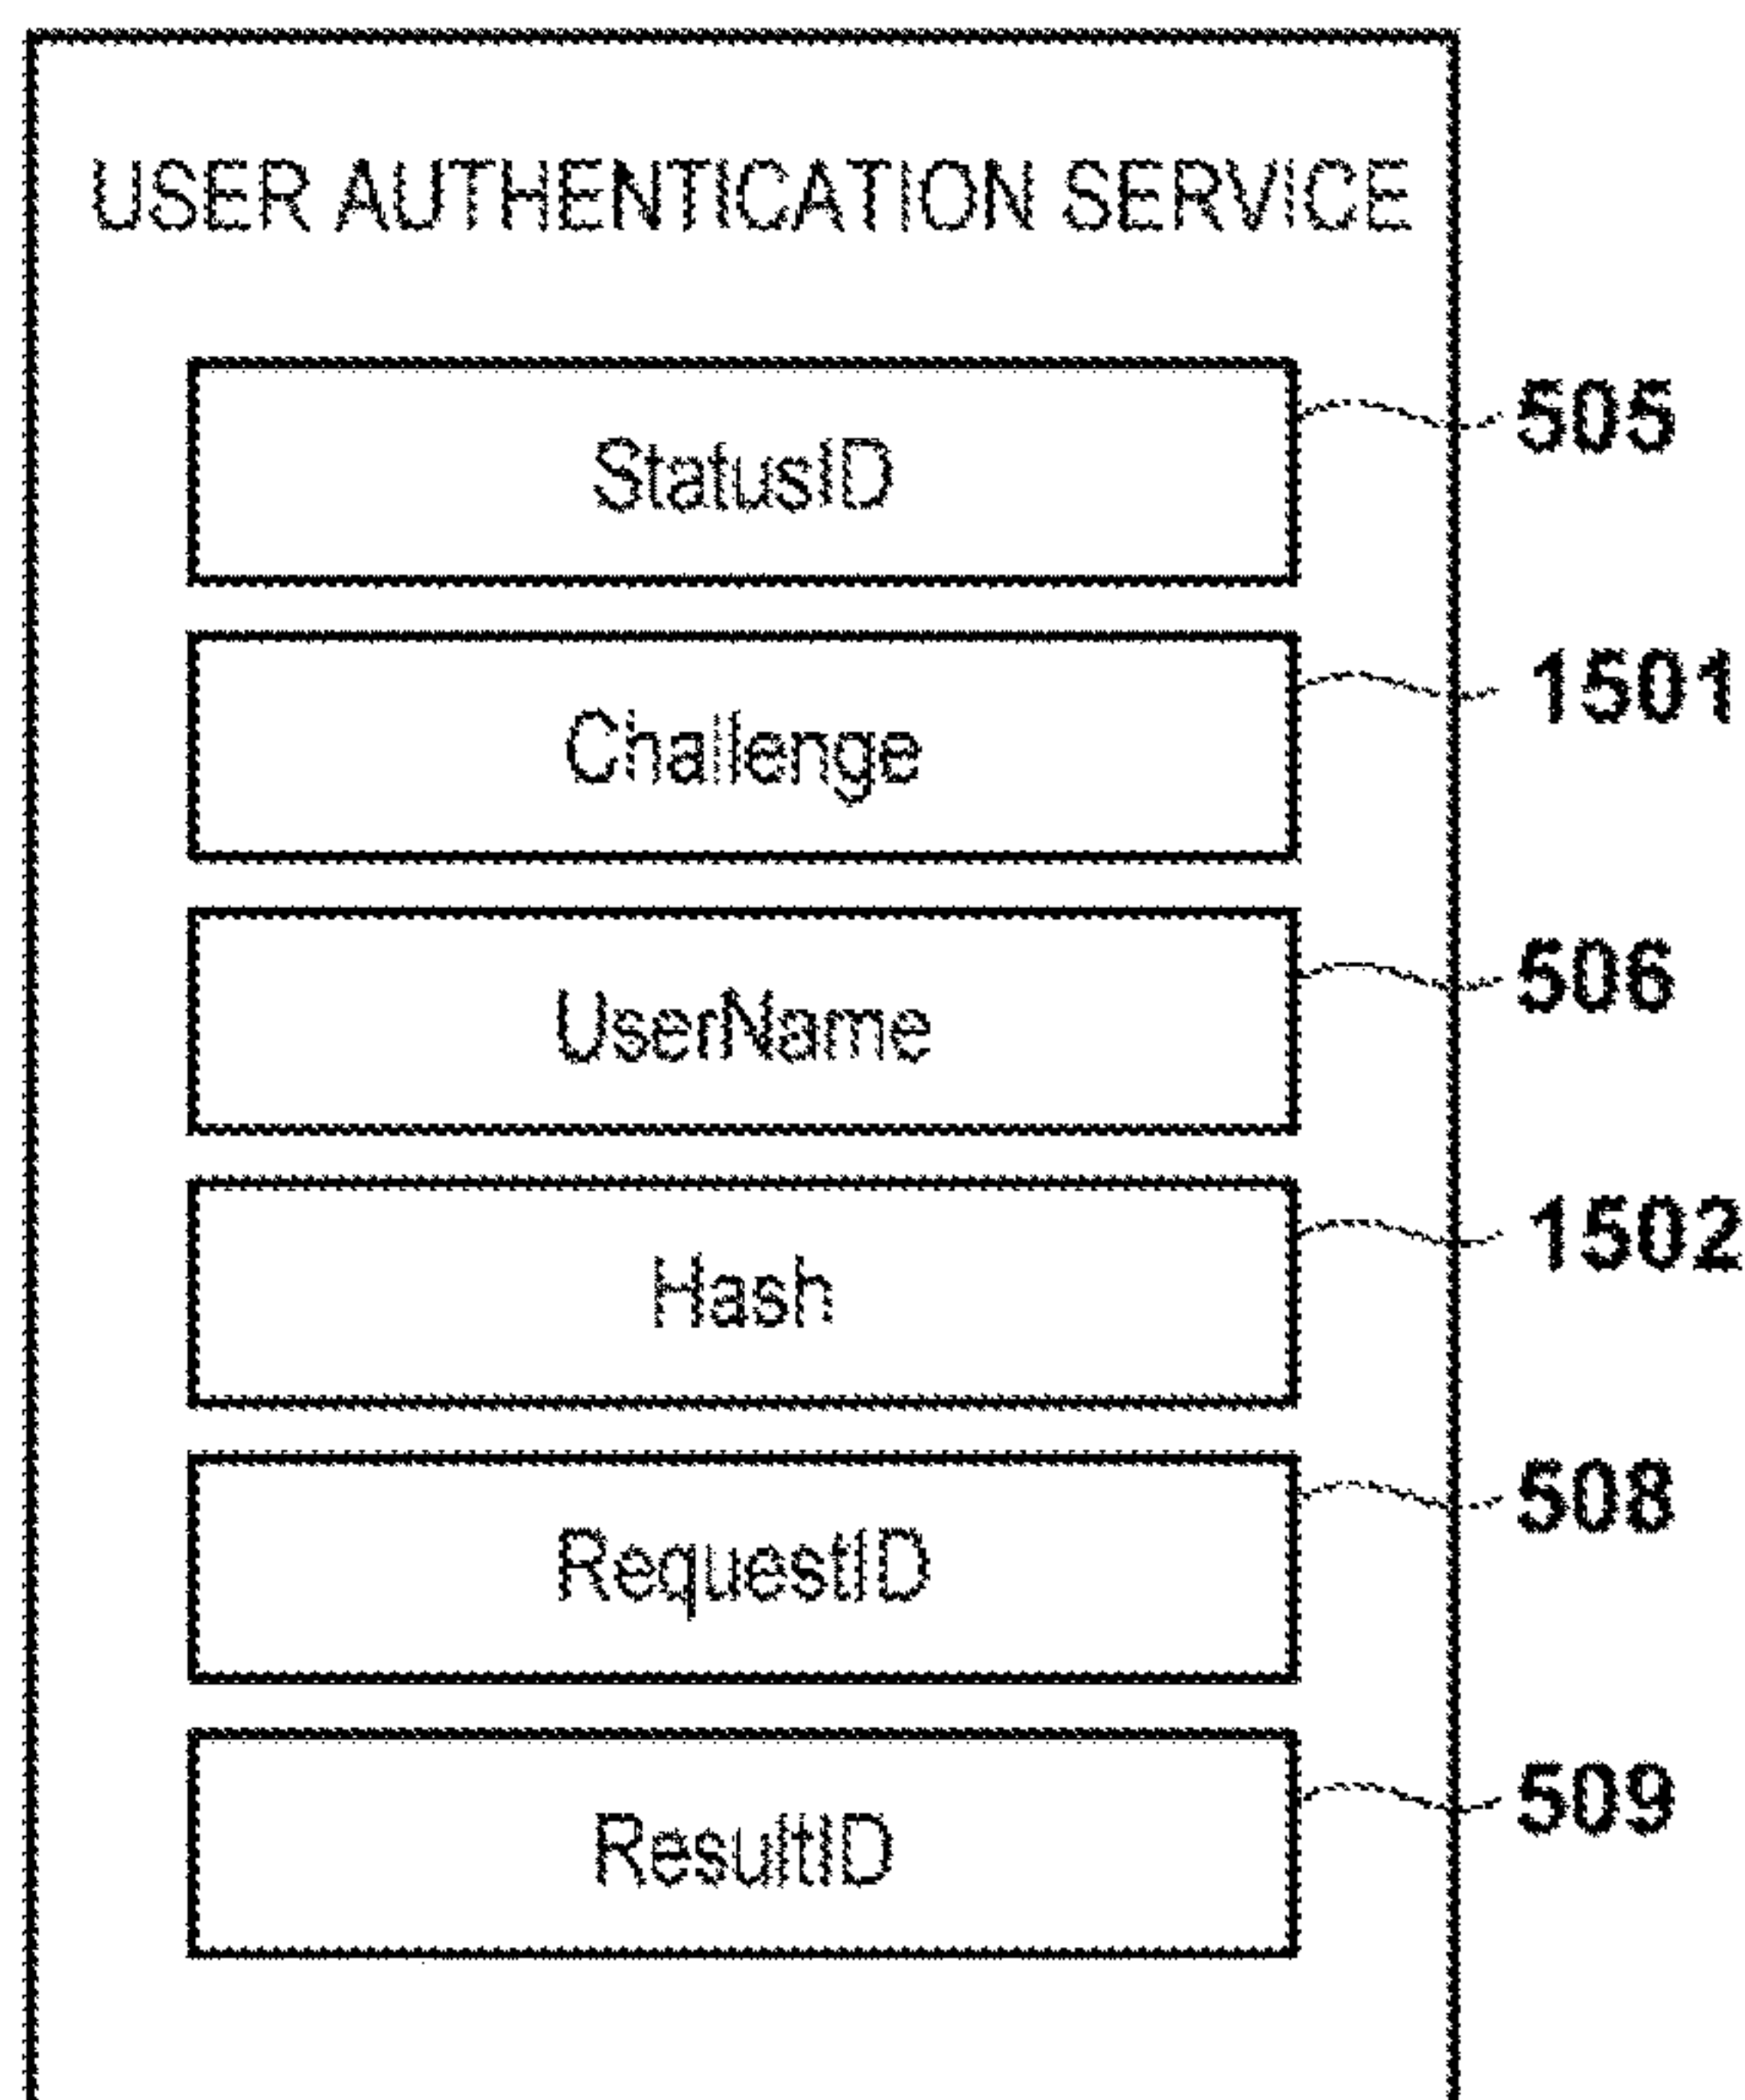 USER AUTHENTICATION SERVICE
StatusID 505
Challenge 1501
UserName 506
Hash 1502
RequestID 508
ResultID 509